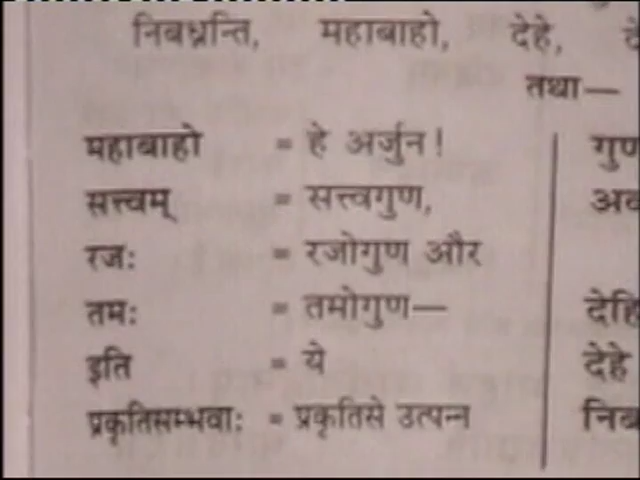 निबध्नन्ति, महाबाहो, देहे,
तथा—
महाबाहो = हे अर्जुन!
सत्त्वम् = सत्त्वगुण,
रजः = रजोगुण और
तमः = तमोगुण—
इति = ये
प्रकृतिसम्भवाः = प्रकृतिसे उत्पन्न
गुण
देहे